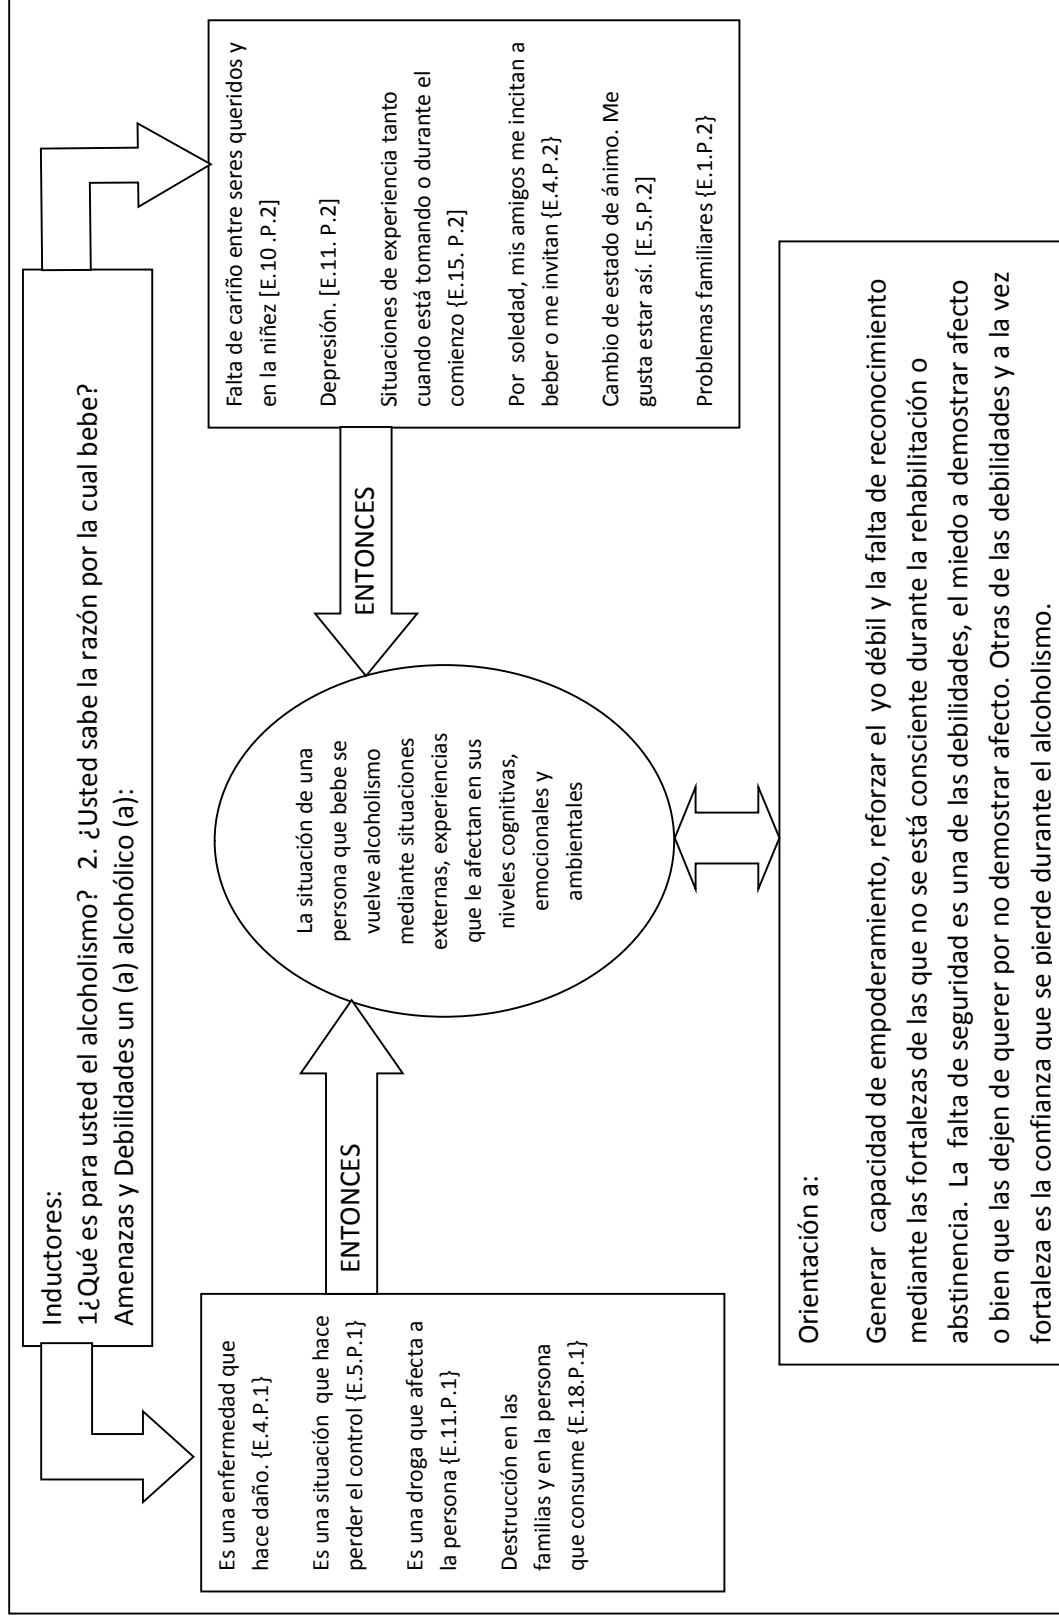 Inductores:
1¿Qué es para usted el alcoholismo? 2. ¿Usted sabe la razón por la cual bebe?
Amenazas y Debilidades un (a) alcohólico (a):
Es una enfermedad que
hace daño. {E.4.P.1}
Es una situación que hace
perder el control {E.5.P.1}
Es una droga que afecta a
la persona {E.11.P.1}
Destrucción en las
familias y en la persona
que consume {E.18.P.1}
ENTONCES
La situación de una
persona que bebe se
vuelve alcoholismo
mediante situaciones
externas, experiencias
que le afectan en sus
niveles cognitivas,
emocionales y
ambientales
ENTONCES
Falta de cariño entre seres queridos y
en la niñez [E.10 .P.2]
Depresión. [E.11. P.2]
Situaciones de experiencia tanto
cuando está tomando o durante el
comienzo {E.15. P.2]
Por soledad, mis amigos me incitan a
beber o me invitan {E.4.P.2}
Cambio de estado de ánimo. Me
gusta estar así. [E.5.P.2]
Problemas familiares {E.1.P.2}
Orientación a:
Generar capacidad de empoderamiento, reforzar el yo débil y la falta de reconocimiento
mediante las fortalezas de las que no se está consciente durante la rehabilitación o
abstinencia. La falta de seguridad es una de las debilidades, el miedo a demostrar afecto
o bien que las dejen de querer por no demostrar afecto. Otras de las debilidades y a la vez
fortaleza es la confianza que se pierde durante el alcoholismo.